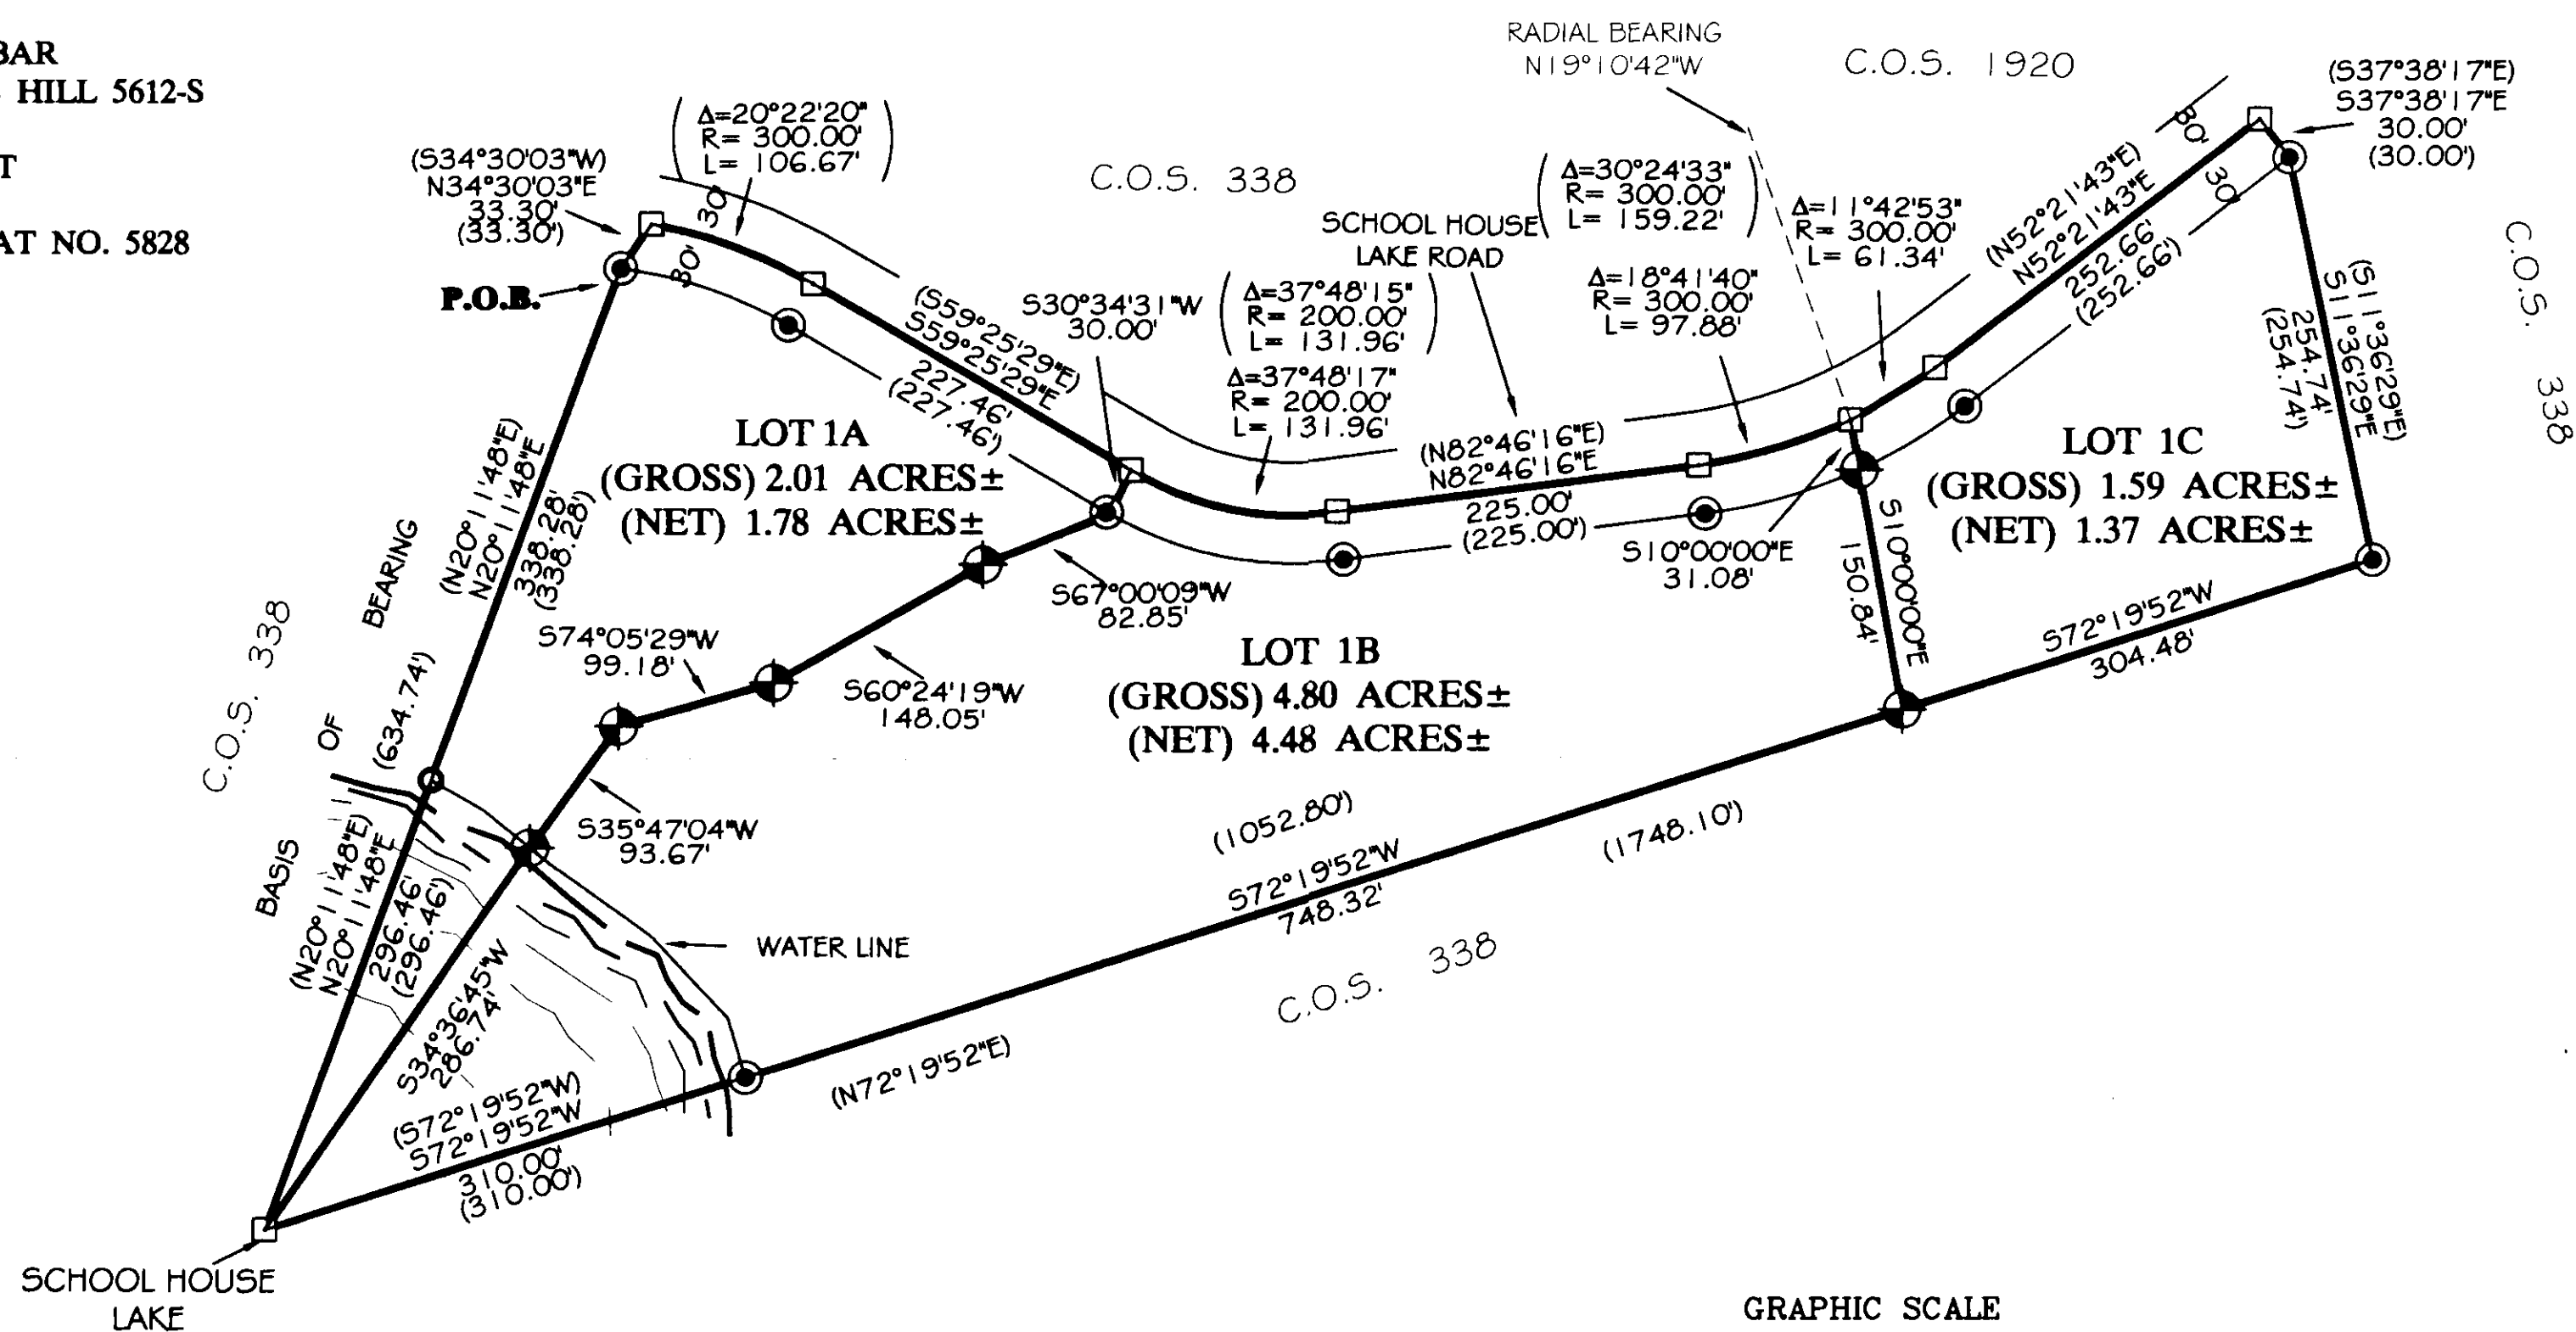 BAR
HILL 5612-S
T
AT NO. 5828
RADIAL BEARING
N19°10'42"W
C.O.S. 1920
(S37°38'17"E)
S37°38'17"E
30.00'
(30.00')
Δ=20°22'20"
R= 300.00'
L= 106.67'
(S34°30'03"W)
N34°30'03"E
33.30'
(33.30')
P.O.B.
30'
30'
C.O.S. 338
SCHOOL HOUSE
LAKE ROAD
(Δ=30°24'33"
R= 300.00'
L= 159.22')
Δ=11°42'53"
R= 300.00'
L= 61.34'
Δ=18°41'40"
R= 300.00'
L= 97.88'
(N52°21'43"E)
N52°21'43"E
252.66'
(252.66')
30'
30'
(S59°25'29"E)
S59°25'29"E
227.46'
(227.46')
S30°34'31"W
30.00'
(Δ=37°48'15"
R= 200.00'
L= 131.96')
Δ=37°48'17"
R= 200.00'
L= 131.96'
(N82°46'16"E)
N82°46'16"E
225.00'
(225.00')
S10°00'00"E
31.08'
S10°00'00"E
150.84'
(S11°36'29"E)
S11°36'29"E
254.74'
(254.74')
C.O.S. 338
LOT 1A
(GROSS) 2.01 ACRES±
(NET) 1.78 ACRES±
LOT 1C
(GROSS) 1.59 ACRES±
(NET) 1.37 ACRES±
LOT 1B
(GROSS) 4.80 ACRES±
(NET) 4.48 ACRES±
(N20°11'48"E)
N20°11'48"E
338.28'
(338.28')
BASIS OF BEARING
(634.74')
C.O.S. 338
S67°00'09"W
82.85'
S74°05'29"W
99.18'
S60°24'19"W
148.05'
S35°47'04"W
93.67'
S72°19'52"W
304.48'
(N20°11'48"E)
N20°11'48"E
296.46'
(296.46')
S34°36'45"W
286.74'
WATER LINE
(1052.80')
S72°19'52"W
748.32'
(1748.10')
C.O.S. 338
(N72°19'52"E)
(S72°19'52"W)
S72°19'52"W
310.00'
(310.00')
SCHOOL HOUSE
LAKE
GRAPHIC SCALE